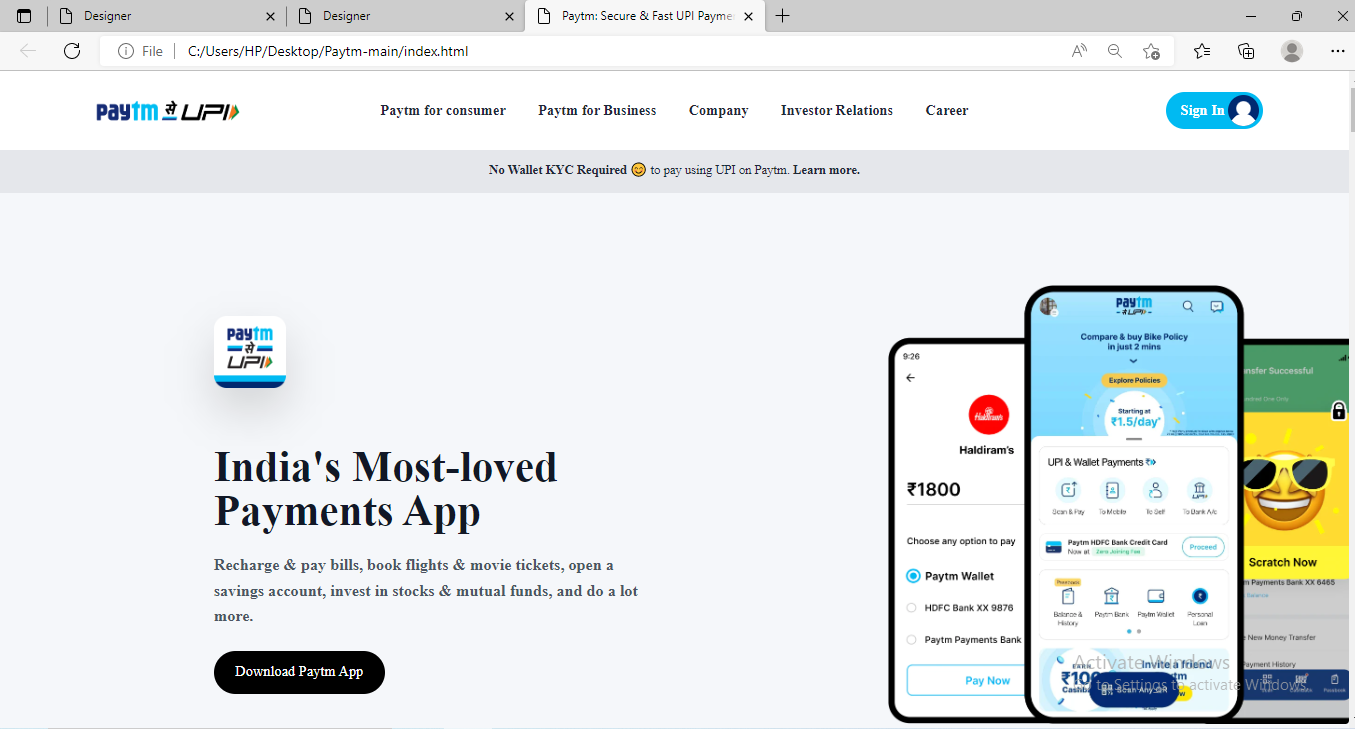 Designer
Designer
Paytm: Secure & Fast UPI Payme
File
C:/Users/HP/Desktop/Paytm-main/index.html
paytm से UPI
Paytm for consumer
Paytm for Business
Company
Investor Relations
Career
Sign In
No Wallet KYC Required 😊 to pay using UPI on Paytm. Learn more.
paytm
से
UPI
India's Most-loved
Payments App
Recharge & pay bills, book flights & movie tickets, open a
savings account, invest in stocks & mutual funds, and do a lot
more.
Download Paytm App
9:26
Haldiram's
Haldiram's
₹1800
Choose any option to pay
Paytm Wallet
HDFC Bank XX 9876
Paytm Payments Bank
Pay Now
paytm
से UPI
Compare & buy Bike Policy
in just 2 mins
Explore Policies
Starting at
₹1.5/day*
UPI & Wallet Payments
Scan & Pay
To Mobile
To Self
To Bank A/c
Paytm HDFC Bank Credit Card
Now at Zero Joining Fee
Proceed
Balance &
History
Paytm Bank
Paytm Wallet
Personal
Loan
EARN
₹100
Cashba
Invite a friend
Scan Any QR
nsfer Successful
Scratch Now
m Payments Bank XX 6465
Balance
New Money Transfer
ayment History
Activate Windows
to Settings to activate Windows.